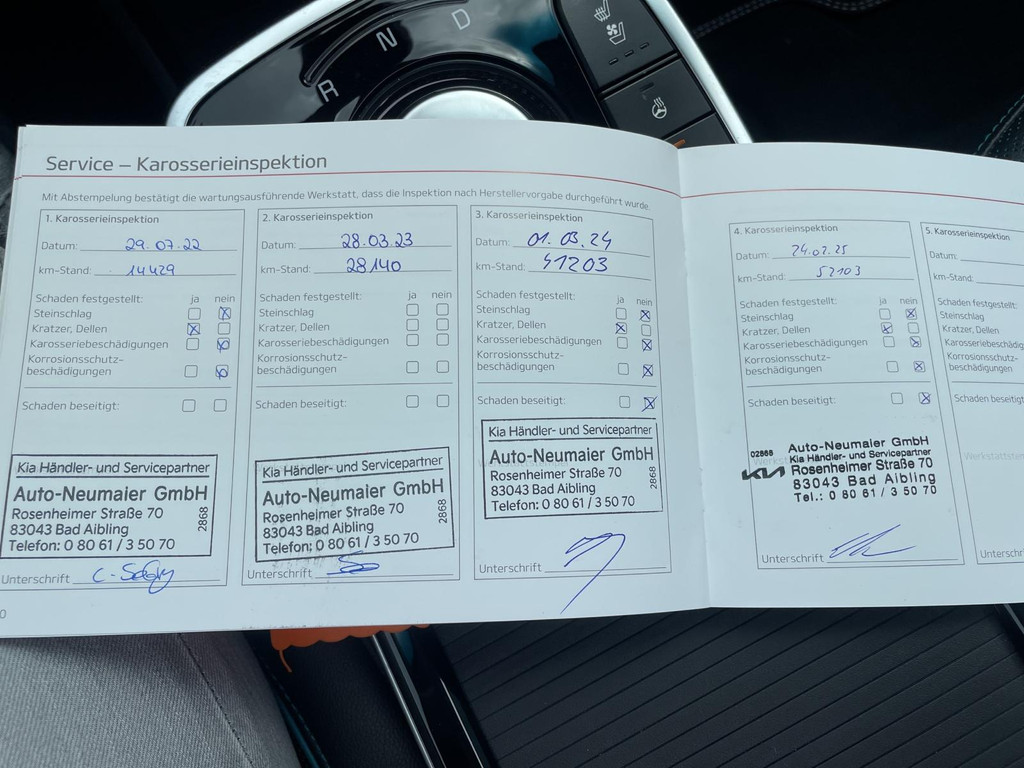 R N D
Service – Karosserieinspektion
Mit Abstempelung bestätigt die wartungsausführende Werkstatt, dass die Inspektion nach Herstellervorgabe durchgeführt wurde.
1. Karosserieinspektion
Datum: 29.07.22
km-Stand: 14429
Schaden festgestellt: ja nein
Steinschlag
Kratzer, Dellen
Karosseriebeschädigungen
Korrosionsschutz-
beschädigungen
Schaden beseitigt:
Kia Händler- und Servicepartner
Auto-Neumaier GmbH
Rosenheimer Straße 70
83043 Bad Aibling
Telefon: 0 80 61 / 3 50 70
2868
Unterschrift
2. Karosserieinspektion
Datum: 28.03.23
km-Stand: 28140
Schaden festgestellt: ja nein
Steinschlag
Kratzer, Dellen
Karosseriebeschädigungen
Korrosionsschutz-
beschädigungen
Schaden beseitigt:
Kia Händler- und Servicepartner
Auto-Neumaier GmbH
Rosenheimer Straße 70
83043 Bad Aibling
Telefon: 0 80 61 / 3 50 70
2868
Unterschrift
3. Karosserieinspektion
Datum: 01.03.24
km-Stand: 41203
Schaden festgestellt: ja nein
Steinschlag
Kratzer, Dellen
Karosseriebeschädigungen
Korrosionsschutz-
beschädigungen
Schaden beseitigt:
Kia Händler- und Servicepartner
Auto-Neumaier GmbH
Rosenheimer Straße 70
83043 Bad Aibling
Telefon: 0 80 61 / 3 50 70
2868
Unterschrift
4. Karosserieinspektion
Datum: 24.02.25
km-Stand: 52103
Schaden festgestellt: ja nein
Steinschlag
Kratzer, Dellen
Karosseriebeschädigungen
Korrosionsschutz-
beschädigungen
Schaden beseitigt:
02868
KIA
Auto-Neumaier GmbH
Kia Händler- und Servicepartner
Rosenheimer Straße 70
83043 Bad Aibling
Tel.: 0 80 61 / 3 50 70
Unterschrift
5. Karosserieinspektion
Datum:
km-Stand:
Schaden festgestellt:
Steinschlag
Kratzer, Dellen
Korrosionsschutz-
beschädigungen
0